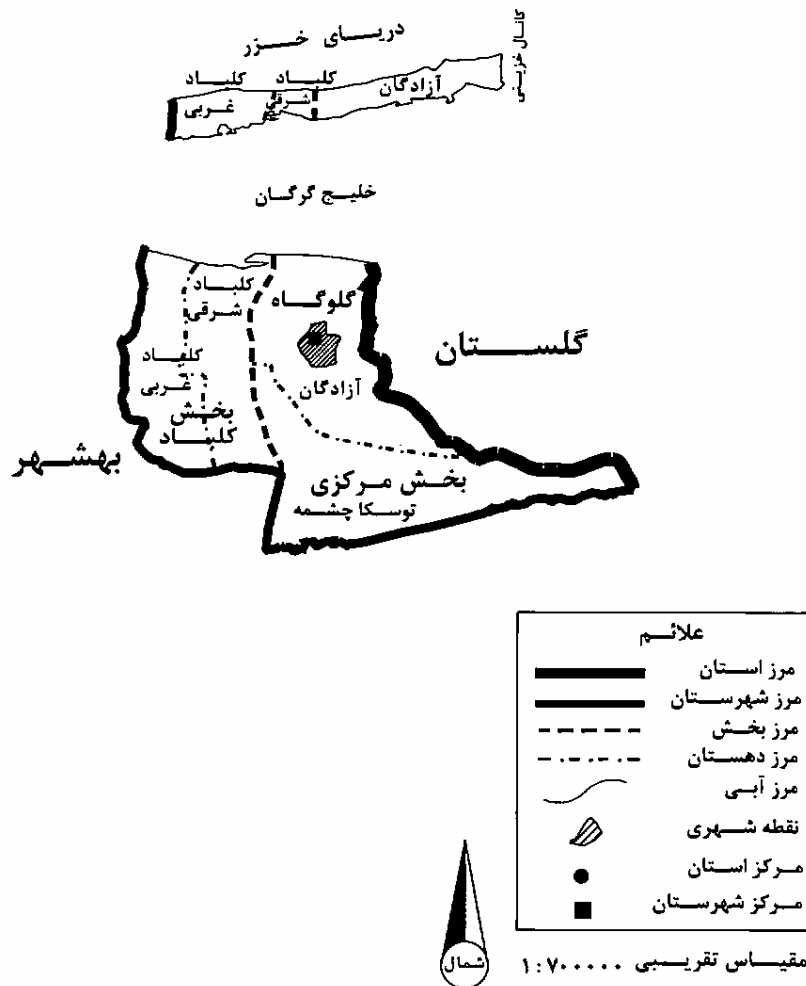 دریای خزر
کانال خزینی
کلباد غربی
کلباد شرقی
آزادگان
خلیج گرگان
کلباد شرقی
گلوگاه
گلستان
کلباد غربی
آزادگان
بخش کلباد
بهشهر
بخش مرکزی
توسکا چشمه
علائم
مرز استان
مرز شهرستان
مرز بخش
مرز دهستان
مرز آبی
نقطه شهری
مرکز استان
مرکز شهرستان
شمال
مقیاس تقریبی ۱:۷۰۰۰۰۰